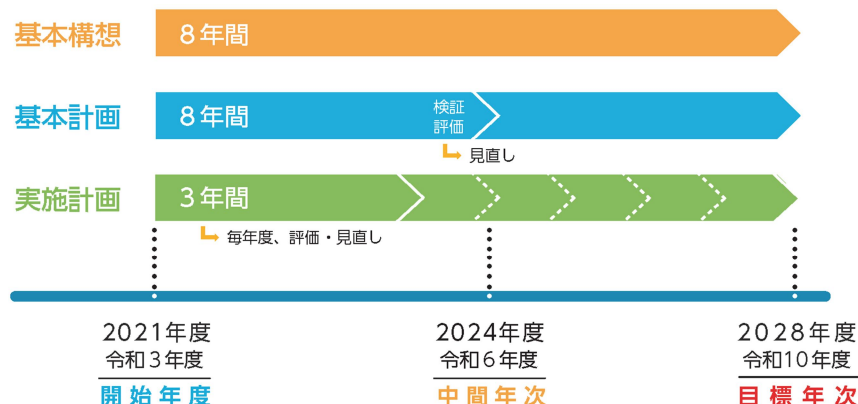 基本構想
8年間
基本計画
8年間
検証
評価
見直し
実施計画
3年間
毎年度、評価・見直し
2021年度
令和3年度
開始年度
2024年度
令和6年度
中間年次
2028年度
令和10年度
目標年次